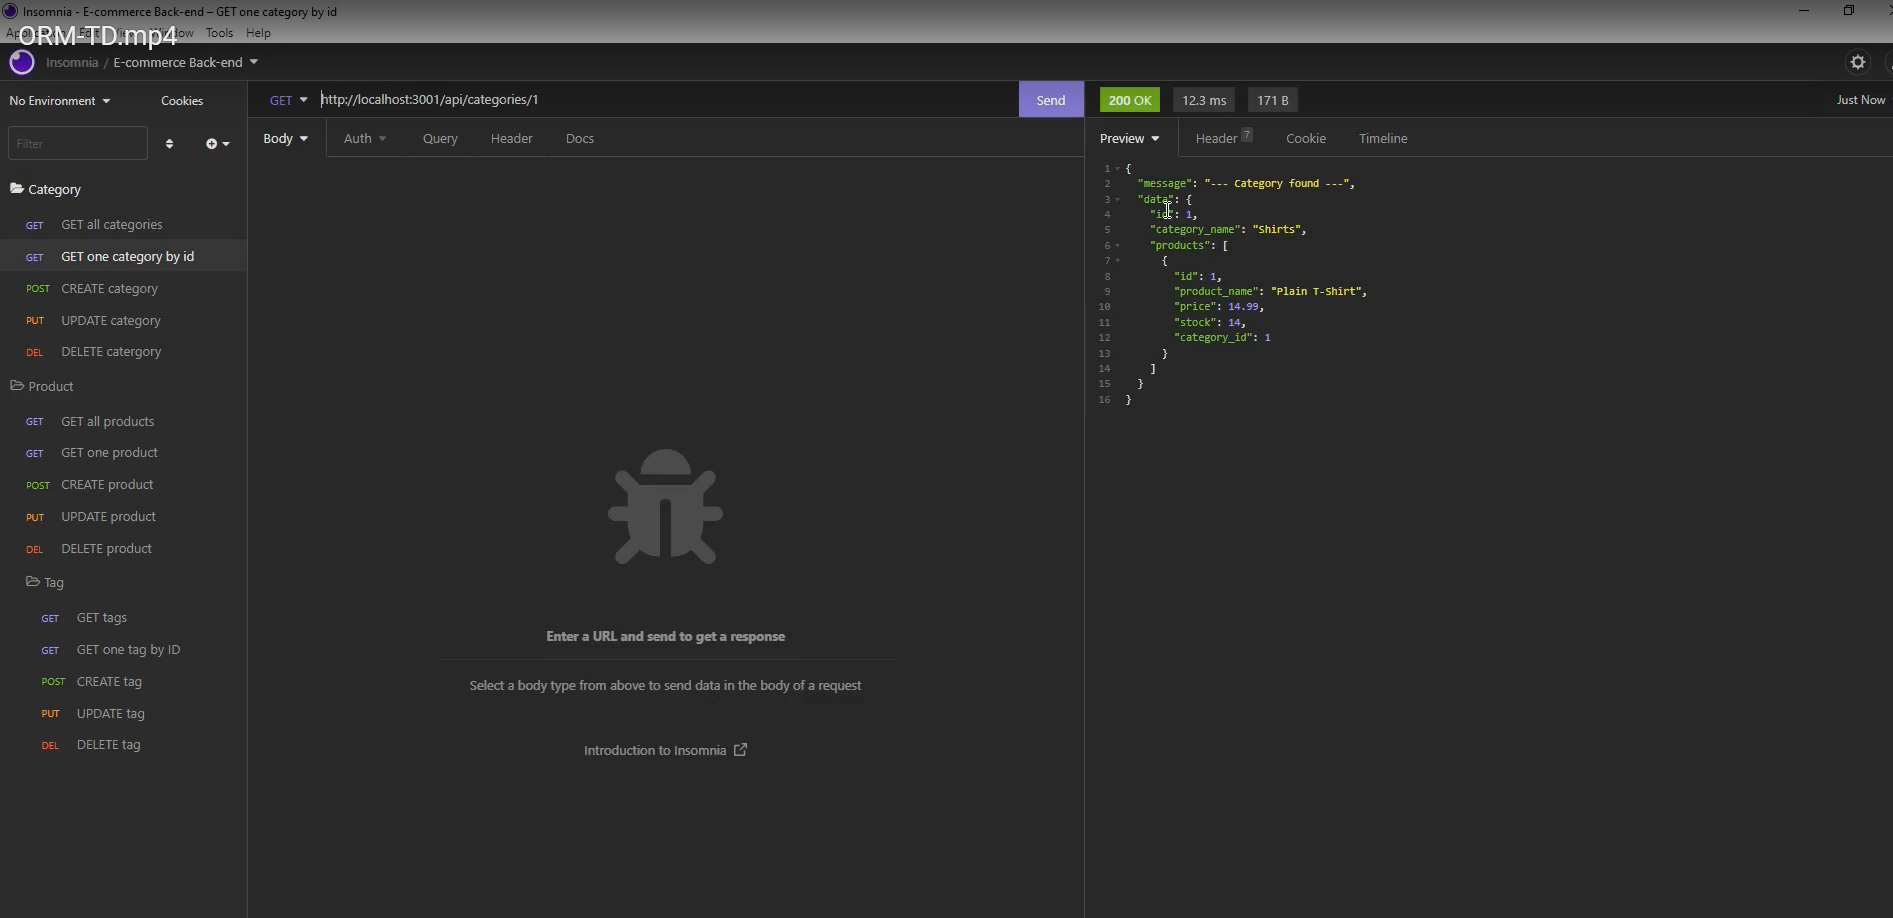 Insomnia - E-commerce Back-end – GET one category by id
ORM-TD.mp4
Tools Help
Insomnia / E-commerce Back-end
No Environment Cookies
GET http://localhost:3001/api/categories/1 Send
200 OK 12.3 ms 171 B Just Now
Filter
Body Auth Query Header Docs
Preview Header 7 Cookie Timeline
Category
GET GET all categories
GET GET one category by id
POST CREATE category
PUT UPDATE category
DEL DELETE catergory
Product
GET GET all products
GET GET one product
POST CREATE product
PUT UPDATE product
DEL DELETE product
Tag
GET GET tags
GET GET one tag by ID
POST CREATE tag
PUT UPDATE tag
DEL DELETE tag
Enter a URL and send to get a response
Select a body type from above to send data in the body of a request
Introduction to Insomnia
1 {
2 "message": "--- Category found ---",
3 "data": {
4 "id": 1,
5 "category_name": "Shirts",
6 "products": [
7 {
8 "id": 1,
9 "product_name": "Plain T-Shirt",
10 "price": 14.99,
11 "stock": 14,
12 "category_id": 1
13 }
14 ]
15 }
16 }